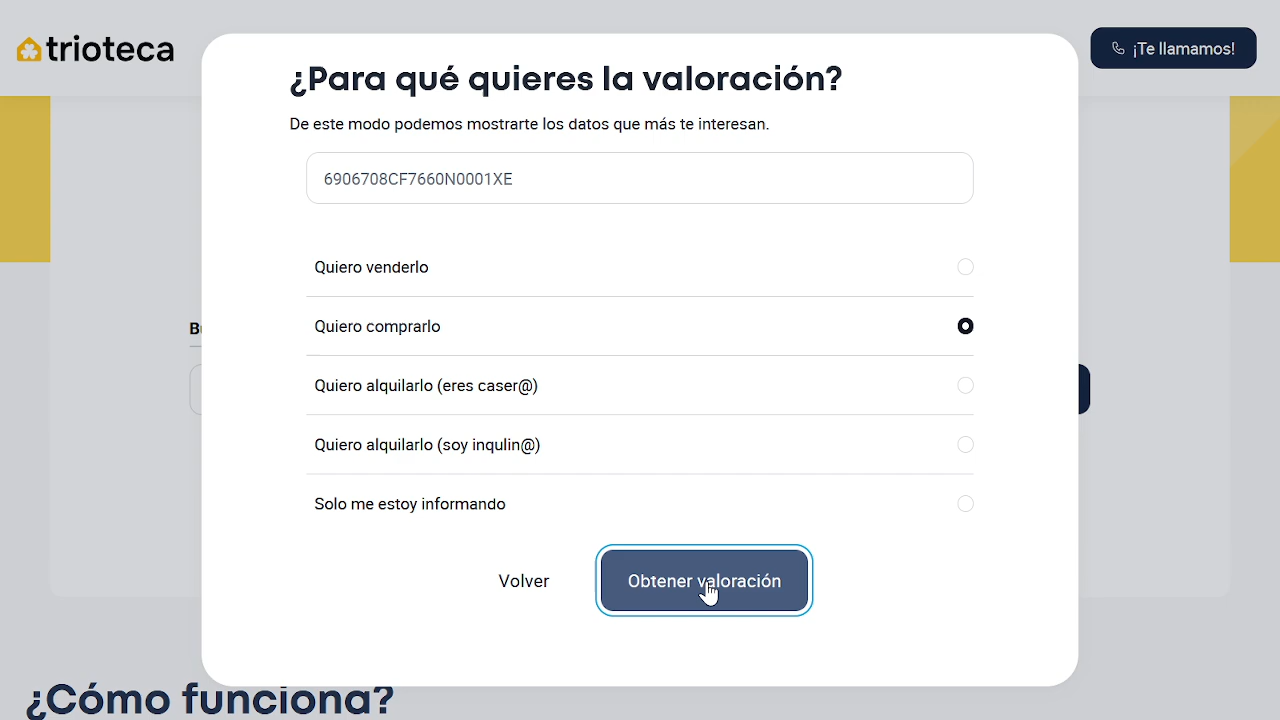 trioteca
¡Te llamamos!
¿Para qué quieres la valoración?
De este modo podemos mostrarte los datos que más te interesan.
6906708CF7660N0001XE
Quiero venderlo
Quiero comprarlo
Quiero alquilarlo (eres caser@)
Quiero alquilarlo (soy inqulin@)
Solo me estoy informando
Volver
Obtener valoración
¿Cómo funciona?